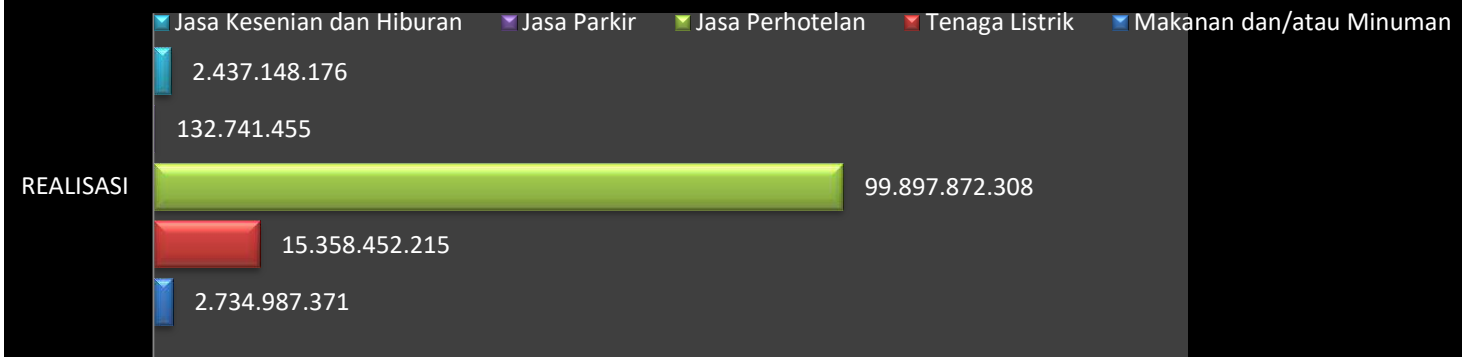 Jasa Kesenian dan Hiburan Jasa Parkir Jasa Perhotelan Tenaga Listrik Makanan dan/atau Minuman
2.437.148.176
132.741.455
REALISASI 99.897.872.308
15.358.452.215
2.734.987.371